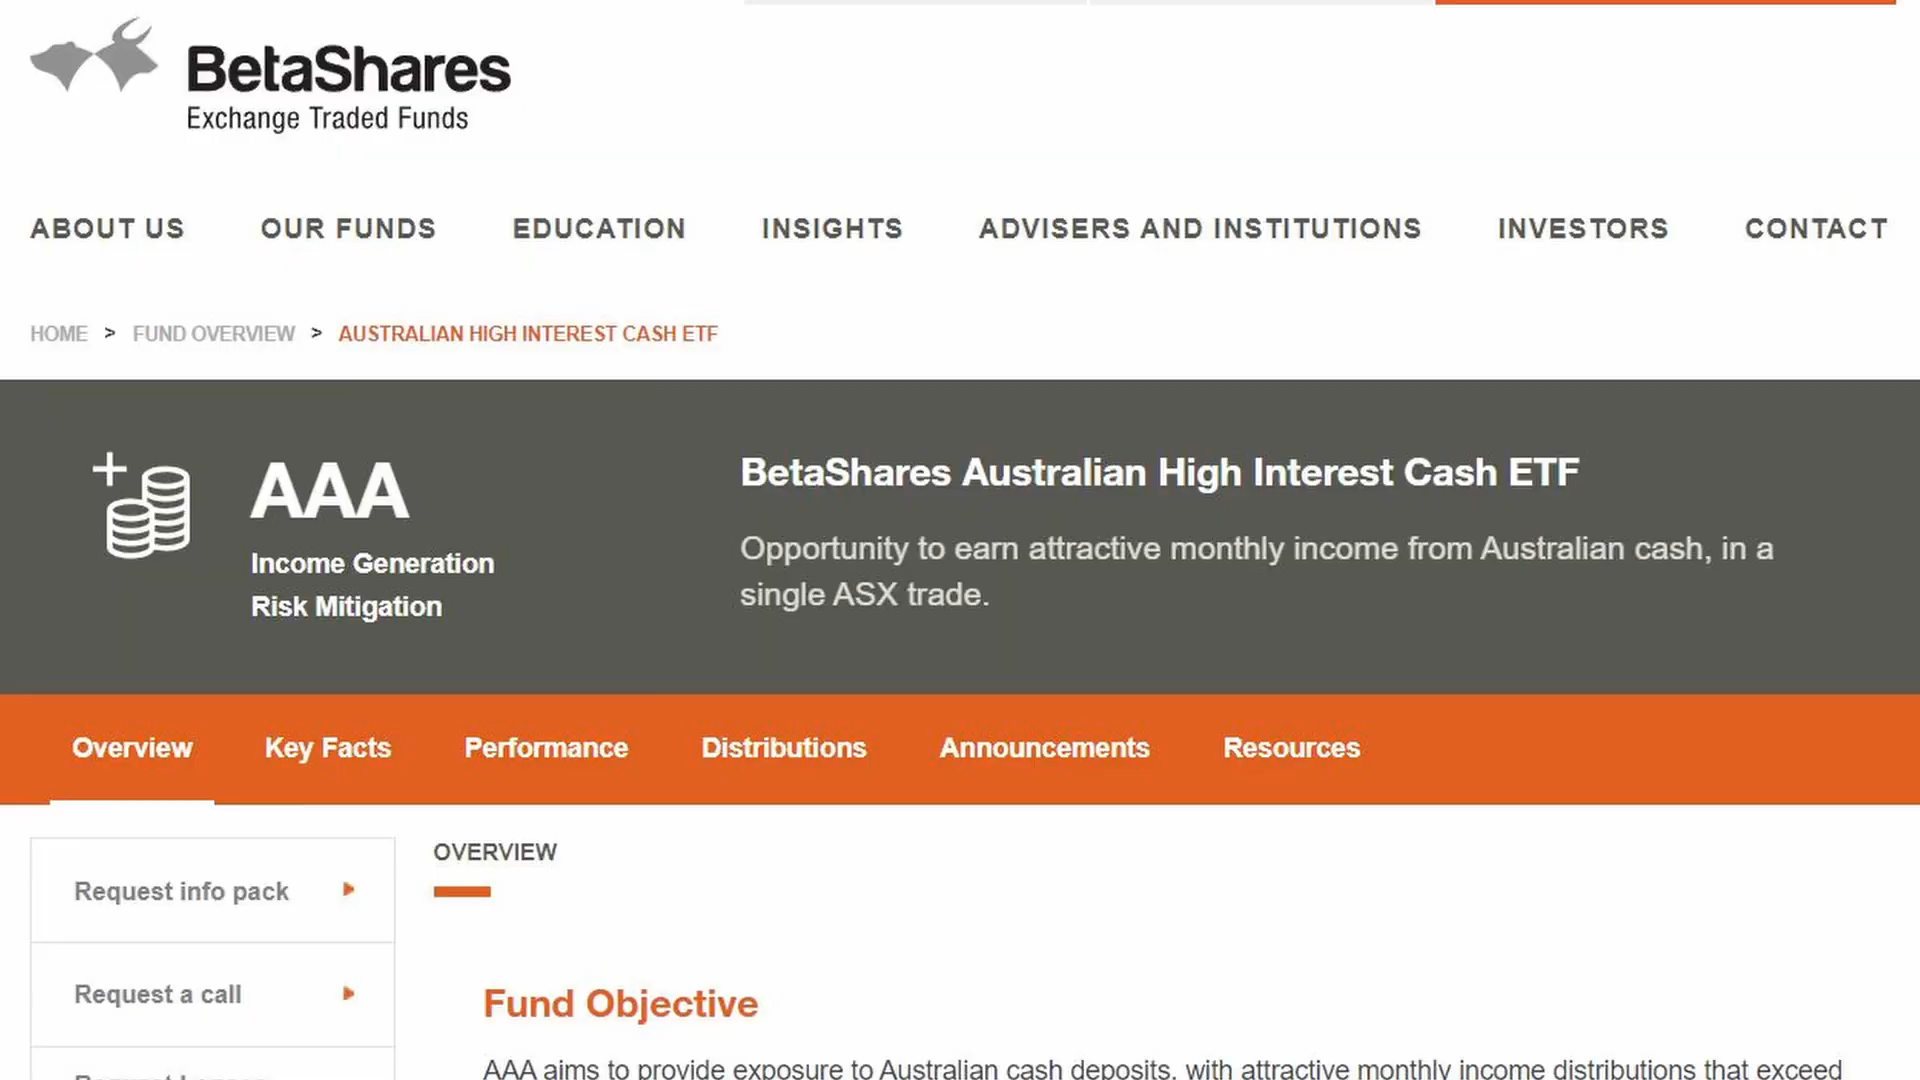 BetaShares
Exchange Traded Funds
ABOUT US OUR FUNDS EDUCATION INSIGHTS ADVISERS AND INSTITUTIONS INVESTORS CONTACT
HOME > FUND OVERVIEW > AUSTRALIAN HIGH INTEREST CASH ETF
AAA
Income Generation
Risk Mitigation
BetaShares Australian High Interest Cash ETF
Opportunity to earn attractive monthly income from Australian cash, in a
single ASX trade.
Overview Key Facts Performance Distributions Announcements Resources
Request info pack
Request a call
OVERVIEW
Fund Objective
AAA aims to provide exposure to Australian cash deposits, with attractive monthly income distributions that exceed